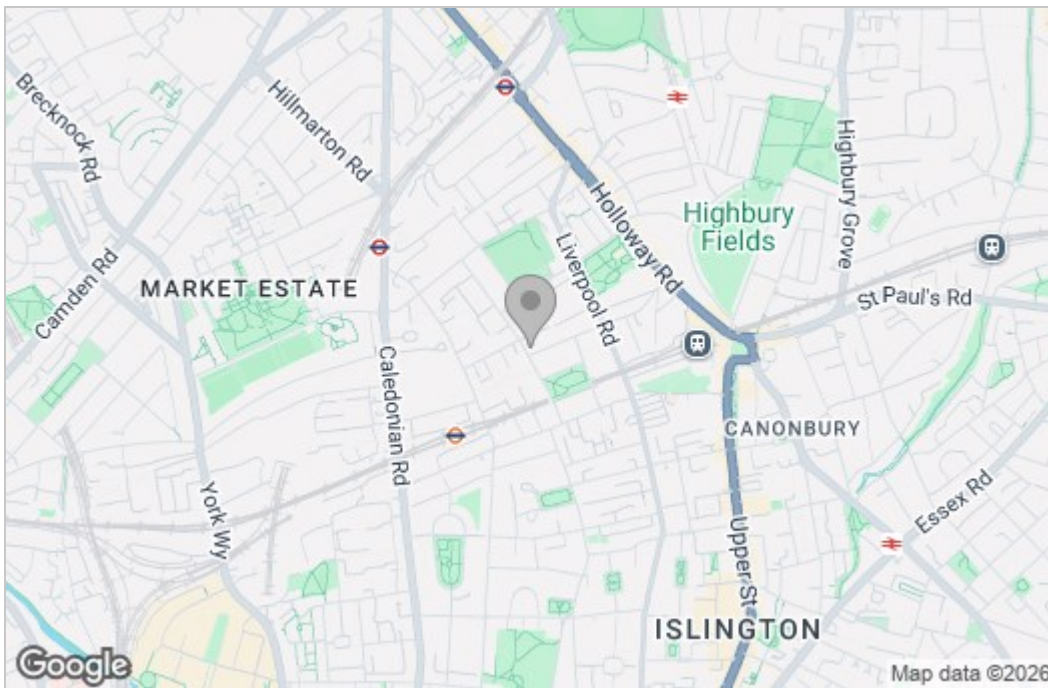 Brecknock Rd
Hillmarton Rd
Camden Rd
MARKET ESTATE
Caledonian Rd
York Wy
Holloway Rd
Liverpool Rd
Highbury
Fields
Highbury Grove
St Paul's Rd
CANONBURY
Essex Rd
Upper St
ISLINGTON
Google
Map data ©2026